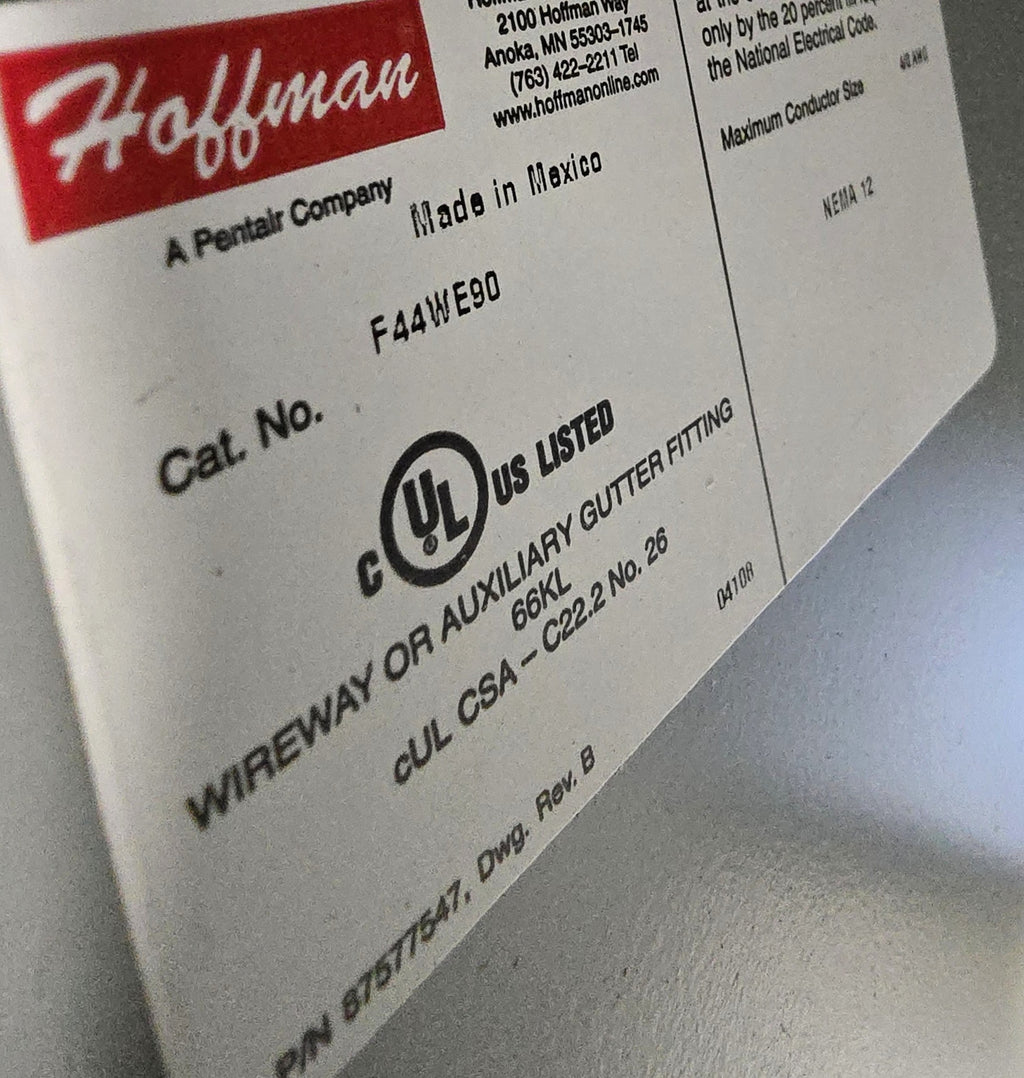 Hoffman
A Pentair Company
2100 Hoffman Way
Anoka, MN 55303-1745
(763) 422-2211 Tel
www.hoffmanonline.com
Made in Mexico
Cat. No. F44WE90
C UL ® US LISTED
WIREWAY OR AUXILIARY GUTTER FITTING
66KL
cUL CSA – C22.2 No. 26
04108
P/N 87577547, Dwg. Rev. B
only by the 20 percent
the National Electrical Code.
Maximum Conductor Size
NEMA 12